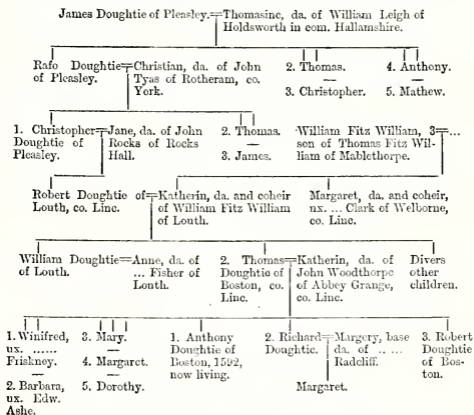 James Doughtie of Pleasley.=Thomasine, da. of William Leigh of
Holdsworth in com. Hallamshire.
Rafo Doughtie=Christian, da. of John
of Pleasley. Tyas of Rotheram, co.
York.
2. Thomas.
—
3. Christopher.
4. Anthony.
—
5. Mathew.
1. Christopher=Jane, da. of John
Doughtie of Rocks of Rocks
Pleasley. Hall.
2. Thomas.
—
3. James.
William Fitz William, 3=...
son of Thomas Fitz Wil-
liam of Mablethorpe.
Robert Doughtie of=Katherin, da. and coheir
Louth, co. Linc. of William Fitz William
of Louth.
Margaret, da. and coheir,
ux. ... Clark of Welborne,
co. Linc.
William Doughtie=Anne, da. of
of Louth. ... Fisher of
Louth.
2. Thomas=Katherin, da. of
Doughtie of John Woodthorpe
Boston, co. of Abbey Grange,
Linc. co. Linc.
Divers
other
children.
1. Winifred,
ux. ......
Friskney.
—
2. Barbara,
ux. Edw.
Ashe.
3. Mary.
—
4. Margaret.
—
5. Dorothy.
1. Anthony
Doughtie of
Boston, 1592,
now living.
2. Richard=Margery, base
Doughtie. da. of .. ...
Radcliff.
Margaret.
3. Robert
Doughtie
of Bos-
ton.